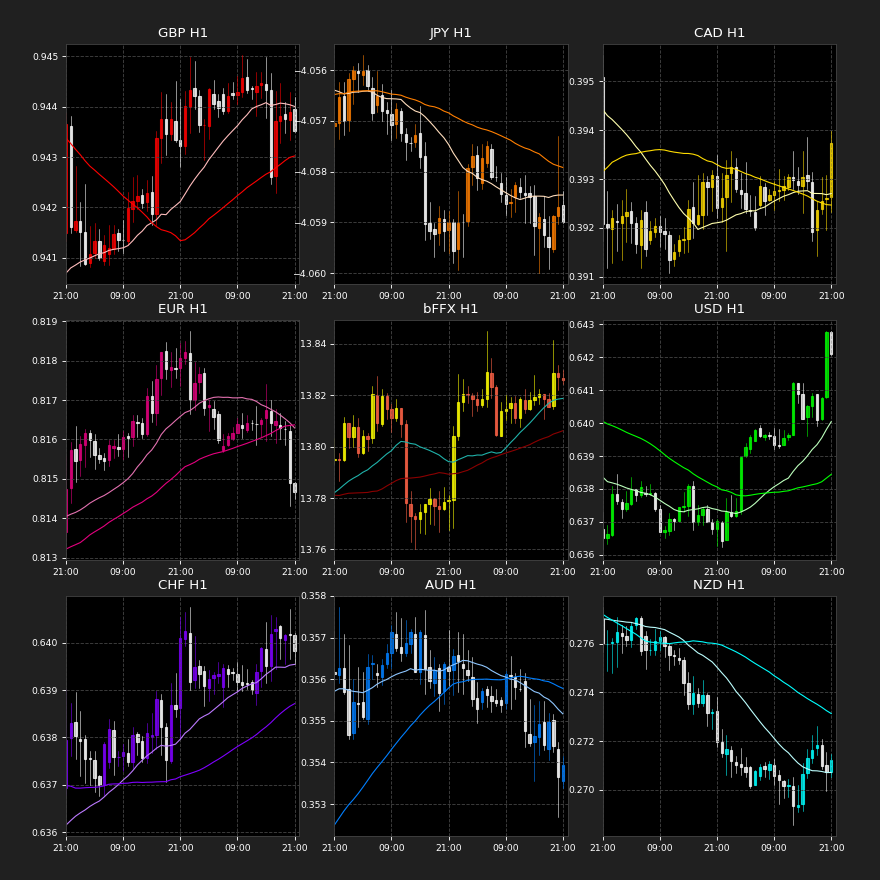 GBP H1
0.945
0.944
0.943
0.942
0.941
21:00 09:00 21:00 09:00 21:00
JPY H1
−4.056
−4.057
−4.058
−4.059
−4.060
21:00 09:00 21:00 09:00 21:00
CAD H1
0.395
0.394
0.393
0.392
0.391
21:00 09:00 21:00 09:00 21:00
EUR H1
0.819
0.818
0.817
0.816
0.815
0.814
0.813
21:00 09:00 21:00 09:00 21:00
bFFX H1
13.84
13.82
13.80
13.78
13.76
21:00 09:00 21:00 09:00 21:00
USD H1
0.643
0.642
0.641
0.640
0.639
0.638
0.637
0.636
21:00 09:00 21:00 09:00 21:00
CHF H1
0.640
0.639
0.638
0.637
0.636
21:00 09:00 21:00 09:00 21:00
AUD H1
0.358
0.357
0.356
0.355
0.354
0.353
21:00 09:00 21:00 09:00 21:00
NZD H1
0.276
0.274
0.272
0.270
21:00 09:00 21:00 09:00 21:00